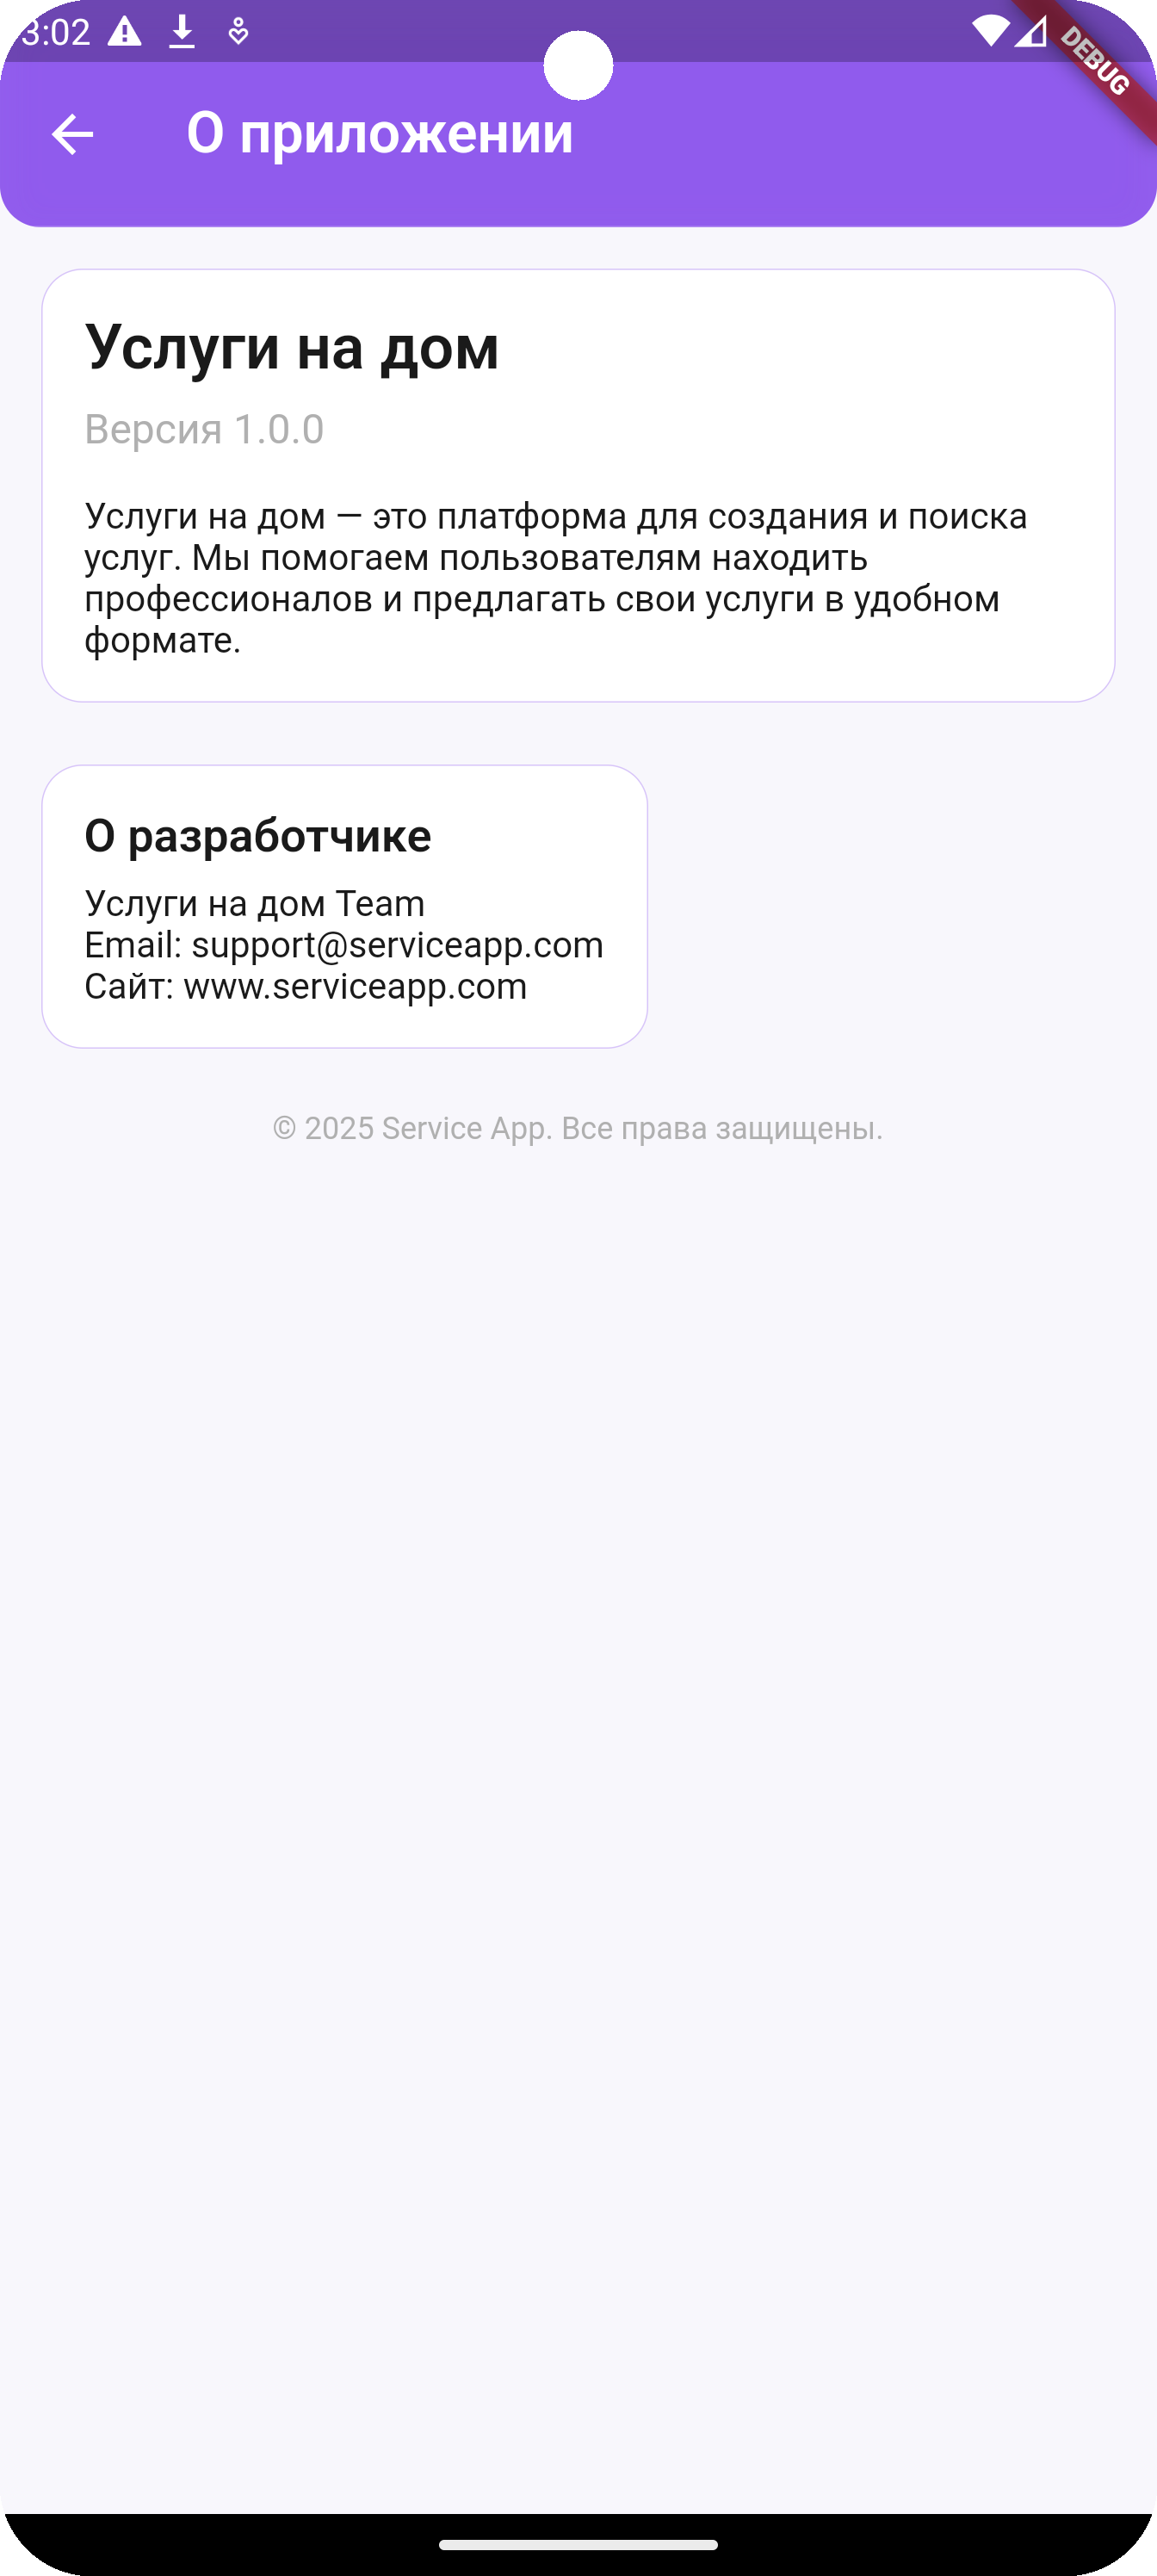 3:02
DEBUG
О приложении
Услуги на дом
Версия 1.0.0
Услуги на дом — это платформа для создания и поиска
услуг. Мы помогаем пользователям находить
профессионалов и предлагать свои услуги в удобном
формате.
О разработчике
Услуги на дом Team
Email: support@serviceapp.com
Сайт: www.serviceapp.com
© 2025 Service App. Все права защищены.